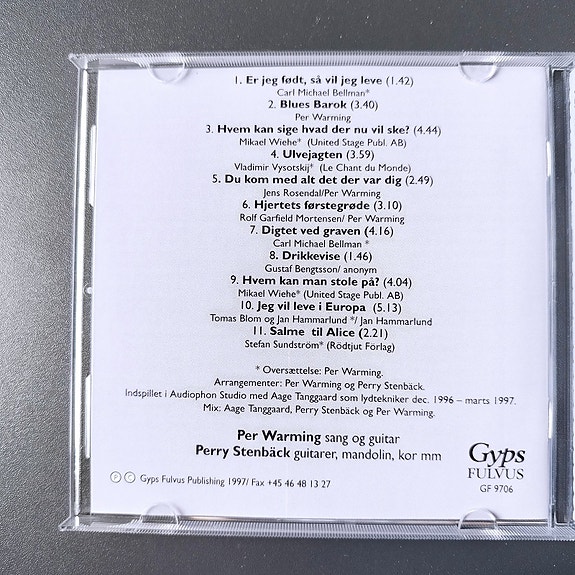 1. Er jeg født, så vil jeg leve (1.42)
Carl Michael Bellman*
2. Blues Barok (3.40)
Per Warming
3. Hvem kan sige hvad der nu vil ske? (4.44)
Mikael Wiehe* (United Stage Publ. AB)
4. Ulvejagten (3.59)
Vladimir Vysotskij* (Le Chant du Monde)
5. Du kom med alt det der var dig (2.49)
Jens Rosendal/Per Warming
6. Hjertets førstegrøde (3.10)
Rolf Garfield Mortensen/ Per Warming
7. Digtet ved graven (4.16)
Carl Michael Bellman *
8. Drikkevise (1.46)
Gustaf Bengtsson/ anonym
9. Hvem kan man stole på? (4.04)
Mikael Wiehe* (United Stage Publ. AB)
10. Jeg vil leve i Europa (5.13)
Tomas Blom og Jan Hammarlund */ Jan Hammarlund
11. Salme til Alice (2.21)
Stefan Sundström* (Rödtjut Förlag)
* Oversættelse: Per Warming.
Arrangementer: Per Warming og Perry Stenbäck.
Indspillet i Audiophon Studio med Aage Tanggaard som lydtekniker dec. 1996 – marts 1997.
Mix: Aage Tanggaard, Perry Stenbäck og Per Warming.
Per Warming sang og guitar
Perry Stenbäck guitarer, mandolin, kor mm
Gyps
FULVUS
GF 9706
Ⓟ Ⓒ Gyps Fulvus Publishing 1997/ Fax +45 46 48 13 27